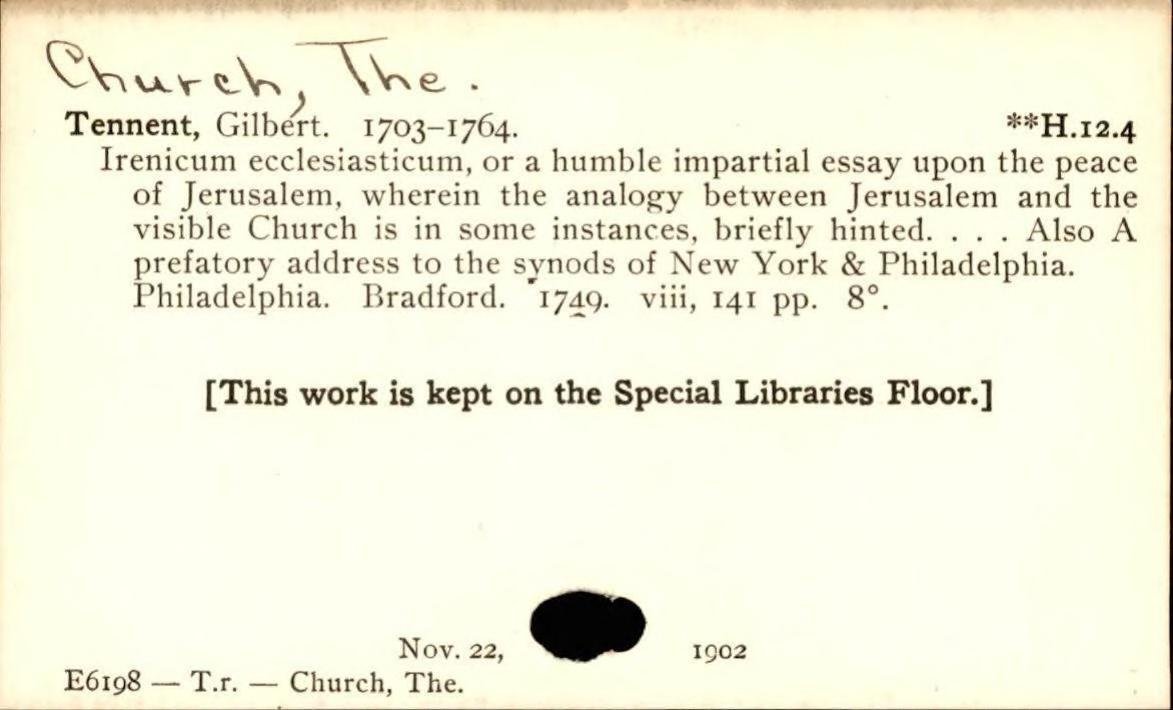 Church, The.
Tennent, Gilbert. 1703-1764. **H.12.4
Irenicum ecclesiasticum, or a humble impartial essay upon the peace
of Jerusalem, wherein the analogy between Jerusalem and the
visible Church is in some instances, briefly hinted. . . . Also A
prefatory address to the synods of New York & Philadelphia.
Philadelphia. Bradford. 1749. viii, 141 pp. 8°.
[This work is kept on the Special Libraries Floor.]
Nov. 22, 1902
E6198 — T.r. — Church, The.